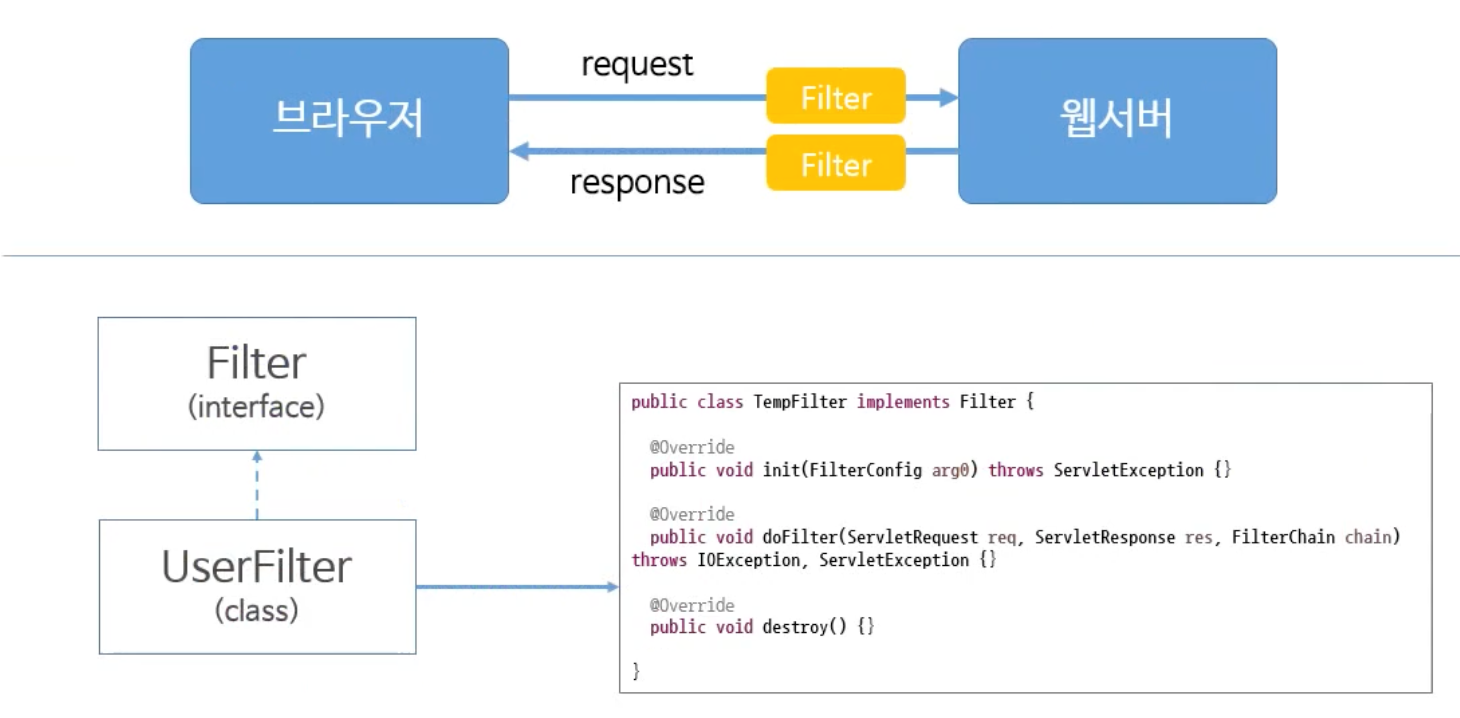 브라우저
request
Filter
웹서버
Filter
response
Filter
(interface)
UserFilter
(class)
public class TempFilter implements Filter {
@Override
public void init(FilterConfig arg0) throws ServletException {}
@Override
public void doFilter(ServletRequest req, ServletResponse res, FilterChain chain)
throws IOException, ServletException {}
@Override
public void destroy() {}
}